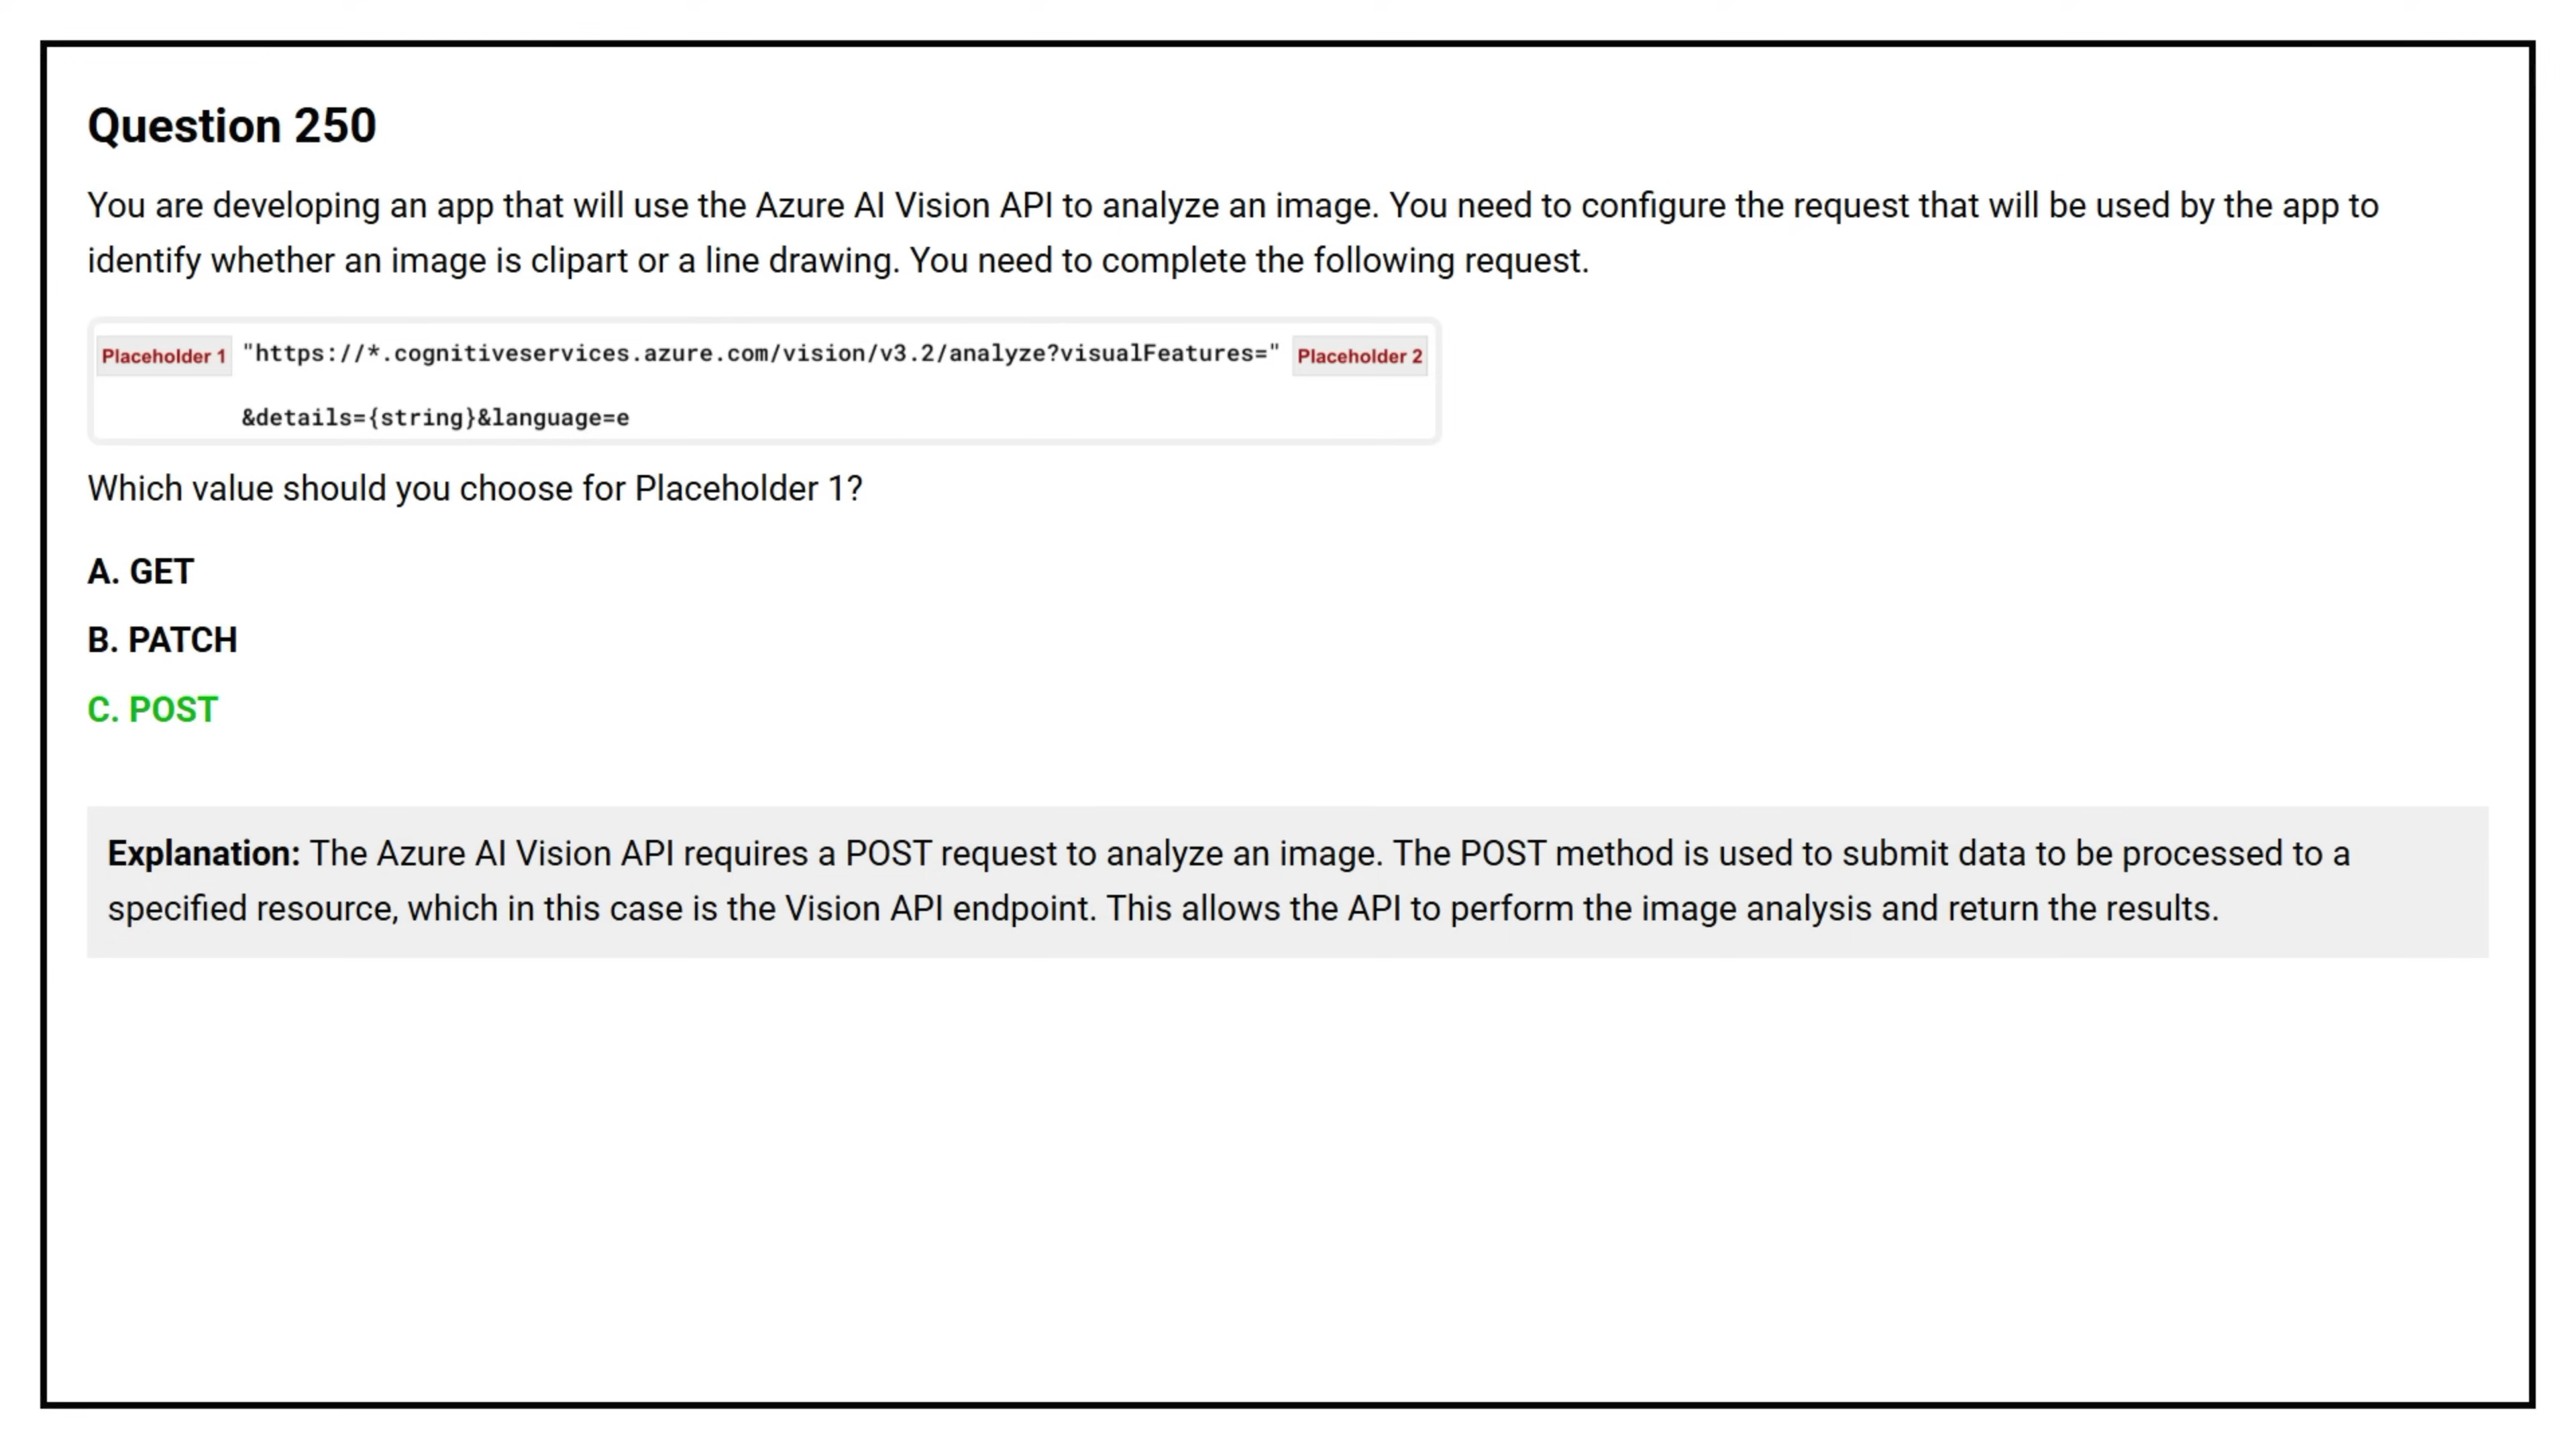 Question 250
You are developing an app that will use the Azure AI Vision API to analyze an image. You need to configure the request that will be used by the app to
identify whether an image is clipart or a line drawing. You need to complete the following request.
Placeholder 1 "https://*.cognitiveservices.azure.com/vision/v3.2/analyze?visualFeatures=" Placeholder 2
&details={string}&language=e
Which value should you choose for Placeholder 1?
A. GET
B. PATCH
C. POST
Explanation: The Azure AI Vision API requires a POST request to analyze an image. The POST method is used to submit data to be processed to a
specified resource, which in this case is the Vision API endpoint. This allows the API to perform the image analysis and return the results.